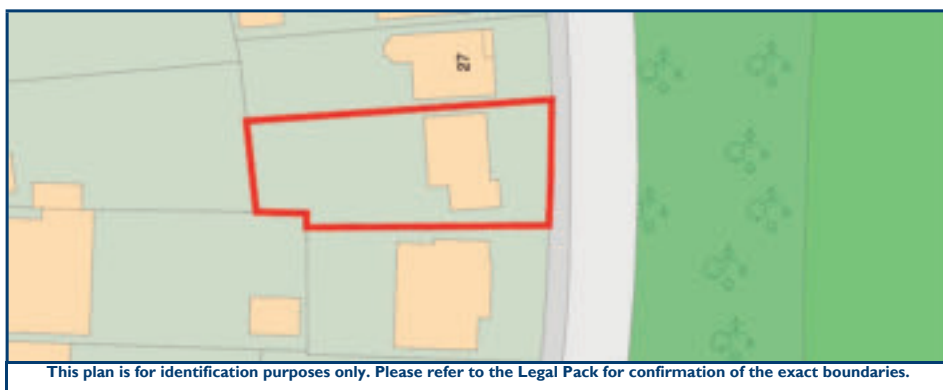 27
This plan is for identification purposes only. Please refer to the Legal Pack for confirmation of the exact boundaries.